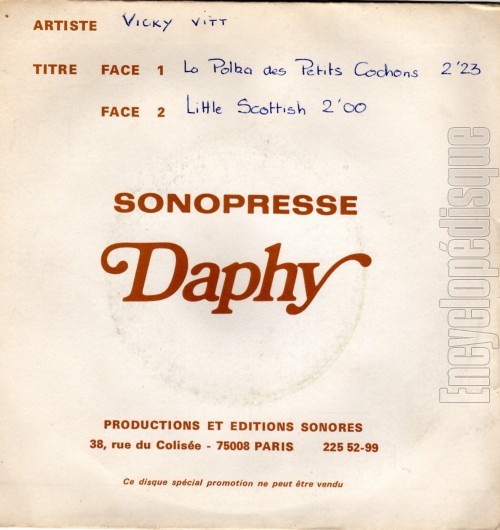 ARTISTE Vicky Vitt
TITRE FACE 1 La Polka des Petits Cochons 2'23
FACE 2 Little Scottish 2'00
SONOPRESSE
Daphy
PRODUCTIONS ET EDITIONS SONORES
38, rue du Colisée - 75008 PARIS 225 52-99
Ce disque spécial promotion ne peut être vendu
Encyclopédisque